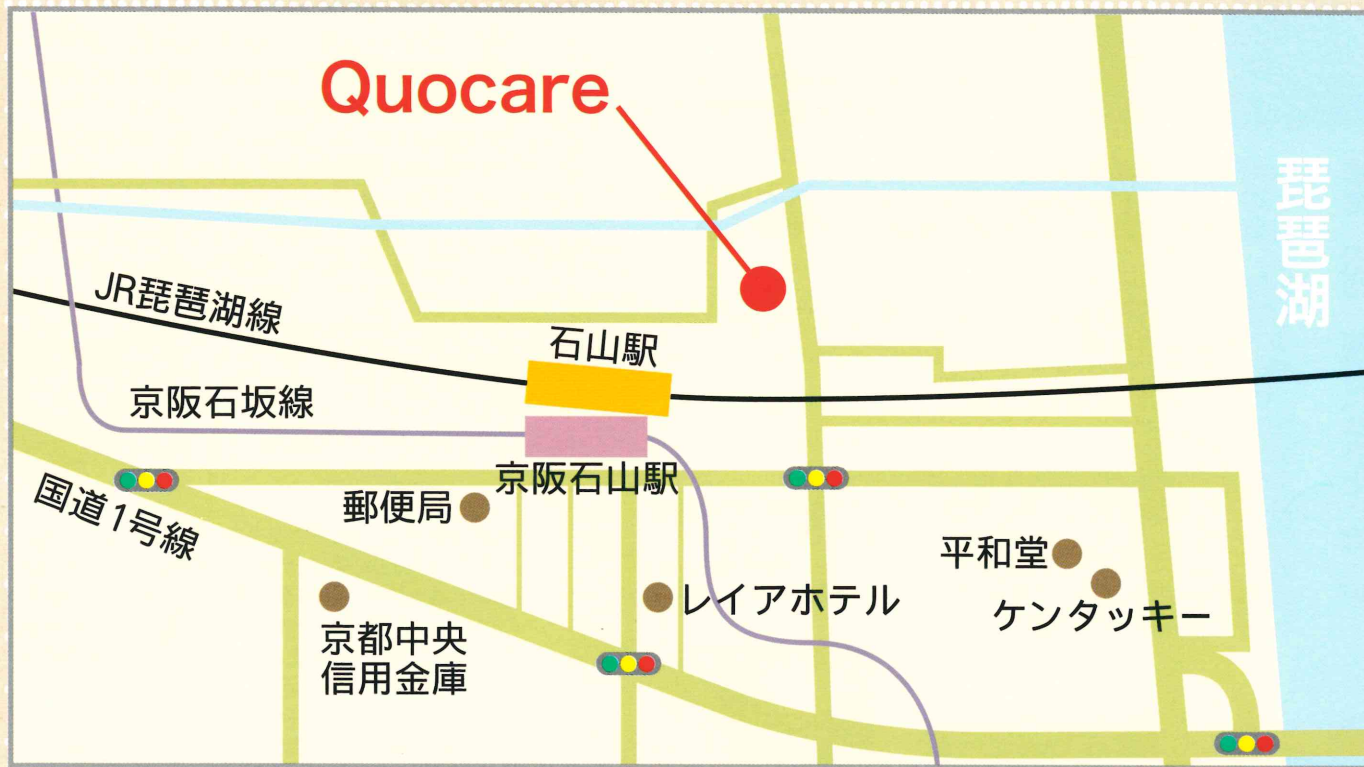 Quocare
琵琶湖
JR琵琶湖線
石山駅
京阪石坂線
京阪石山駅
国道1号線
郵便局
平和堂
レイアホテル
ケンタッキー
京都中央
信用金庫